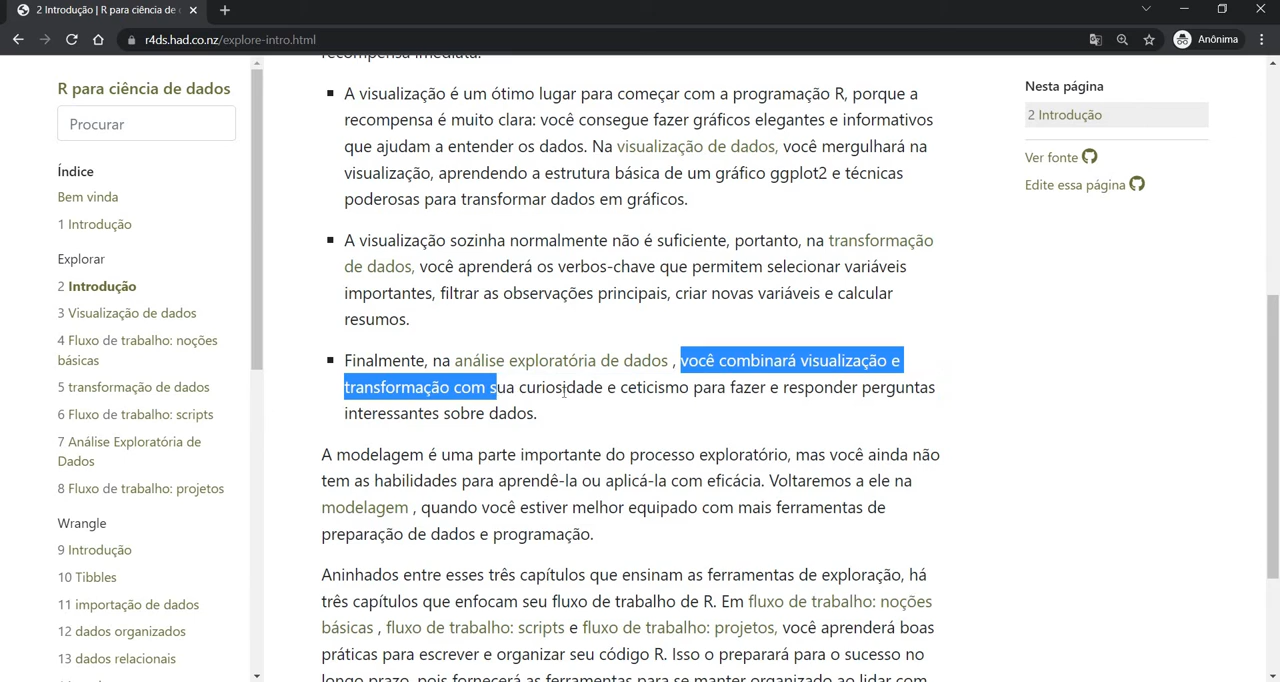 2 Introdução | R para ciência de
r4ds.had.co.nz/explore-intro.html
Anônima
R para ciência de dados
Procurar
Índice
Bem vinda
1 Introdução
Explorar
2 Introdução
3 Visualização de dados
4 Fluxo de trabalho: noções
básicas
5 transformação de dados
6 Fluxo de trabalho: scripts
7 Análise Exploratória de
Dados
8 Fluxo de trabalho: projetos
Wrangle
9 Introdução
10 Tibbles
11 importação de dados
12 dados organizados
13 dados relacionais
recompensa imediata.
A visualização é um ótimo lugar para começar com a programação R, porque a
recompensa é muito clara: você consegue fazer gráficos elegantes e informativos
que ajudam a entender os dados. Na visualização de dados, você mergulhará na
visualização, aprendendo a estrutura básica de um gráfico ggplot2 e técnicas
poderosas para transformar dados em gráficos.
A visualização sozinha normalmente não é suficiente, portanto, na transformação
de dados, você aprenderá os verbos-chave que permitem selecionar variáveis
importantes, filtrar as observações principais, criar novas variáveis e calcular
resumos.
Finalmente, na análise exploratória de dados , você combinará visualização e
transformação com sua curiosidade e ceticismo para fazer e responder perguntas
interessantes sobre dados.
A modelagem é uma parte importante do processo exploratório, mas você ainda não
tem as habilidades para aprendê-la ou aplicá-la com eficácia. Voltaremos a ele na
modelagem , quando você estiver melhor equipado com mais ferramentas de
preparação de dados e programação.
Aninhados entre esses três capítulos que ensinam as ferramentas de exploração, há
três capítulos que enfocam seu fluxo de trabalho de R. Em fluxo de trabalho: noções
básicas , fluxo de trabalho: scripts e fluxo de trabalho: projetos, você aprenderá boas
práticas para escrever e organizar seu código R. Isso o preparará para o sucesso no
longo prazo, pois fornecerá as ferramentas para se manter organizado ao lidar com
Nesta página
2 Introdução
Ver fonte
Edite essa página